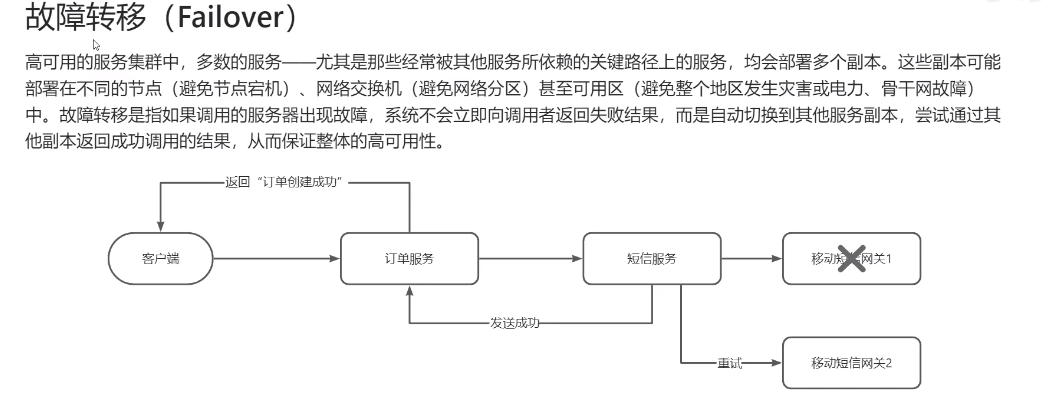 故障转移（Failover）
高可用的服务集群中，多数的服务——尤其是那些经常被其他服务所依赖的关键路径上的服务，均会部署多个副本。这些副本可能
部署在不同的节点（避免节点宕机）、网络交换机（避免网络分区）甚至可用区（避免整个地区发生灾害或电力、骨干网故障）
中。故障转移是指如果调用的服务器出现故障，系统不会立即向调用者返回失败结果，而是自动切换到其他服务副本，尝试通过其
他副本返回成功调用的结果，从而保证整体的高可用性。
返回“订单创建成功”
客户端
订单服务
短信服务
移动短信网关1
发送成功
重试
移动短信网关2